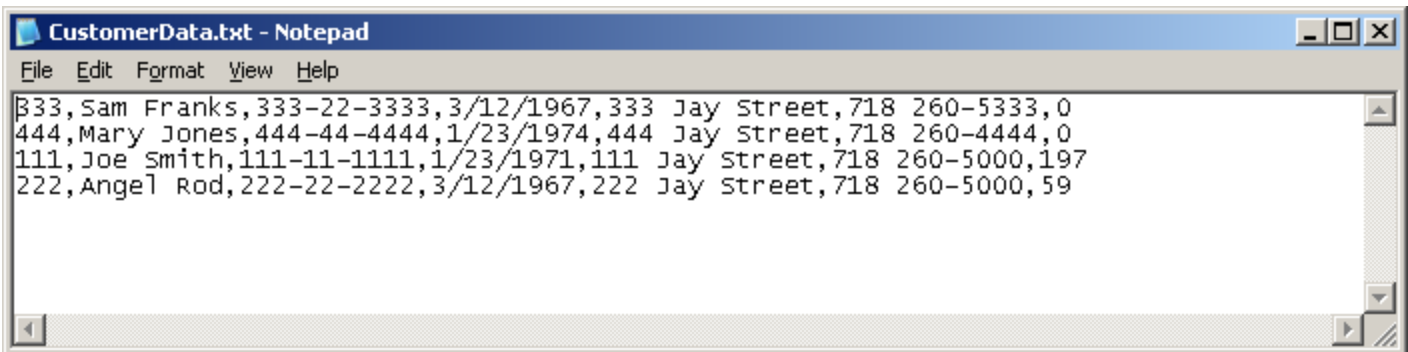 CustomerData.txt - Notepad
File Edit Format View Help
333,Sam Franks,333-22-3333,3/12/1967,333 Jay Street,718 260-5333,0
444,Mary Jones,444-44-4444,1/23/1974,444 Jay Street,718 260-4444,0
111,Joe Smith,111-11-1111,1/23/1971,111 Jay Street,718 260-5000,197
222,Angel Rod,222-22-2222,3/12/1967,222 Jay Street,718 260-5000,59